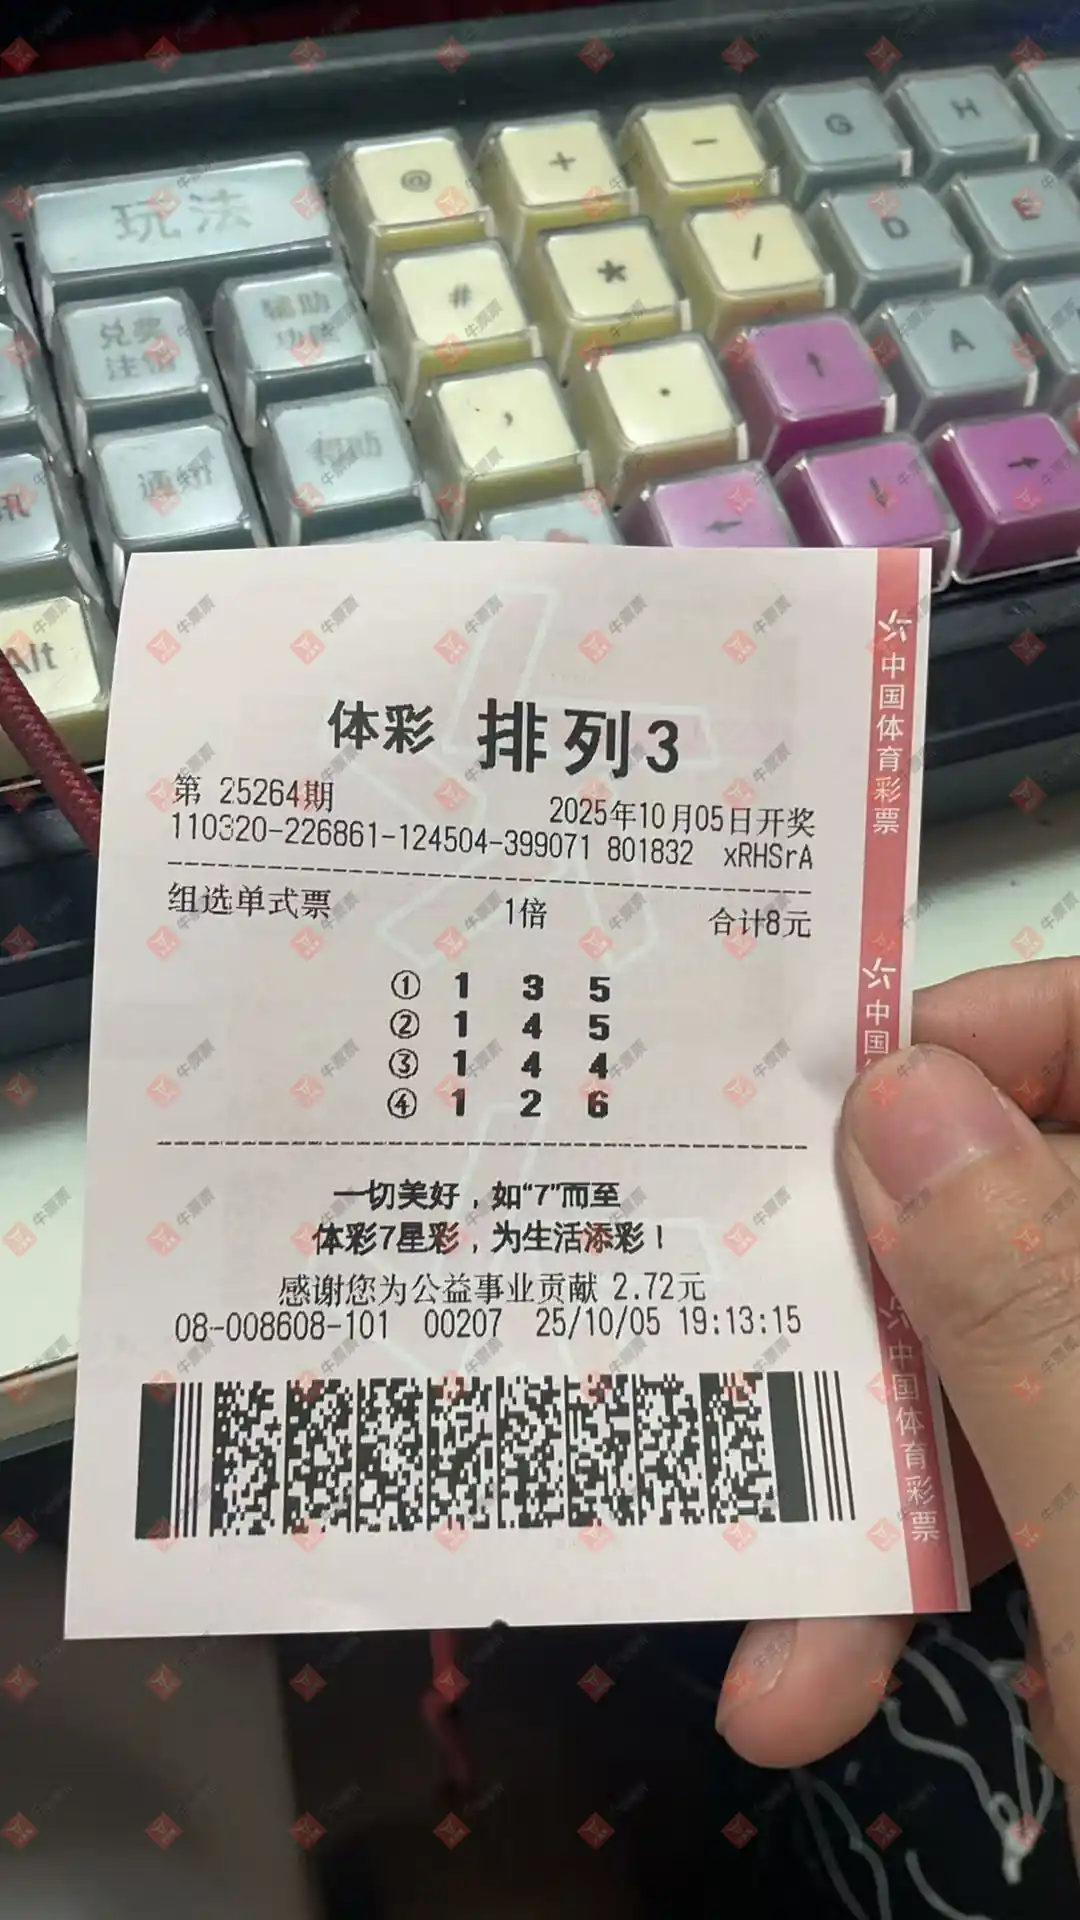 玩法
@
+
-
G
H
兑奖
注销
辅助
功能
#
*
/
D
E
通知
帮助
,
.
↑
A
讯
←
↓
→
Alt
体彩 排列3
第 25264期 2025年10月05日开奖
110320-226861-124504-399071 801832 xRHSrA
组选单式票 1倍 合计8元
① 1 3 5
② 1 4 5
③ 1 4 4
④ 1 2 6
一切美好，如“7”而至
体彩7星彩，为生活添彩！
感谢您为公益事业贡献 2.72元
08-008608-101 00207 25/10/05 19:13:15
中国体育彩票
中国
中国体育彩票
牛票票